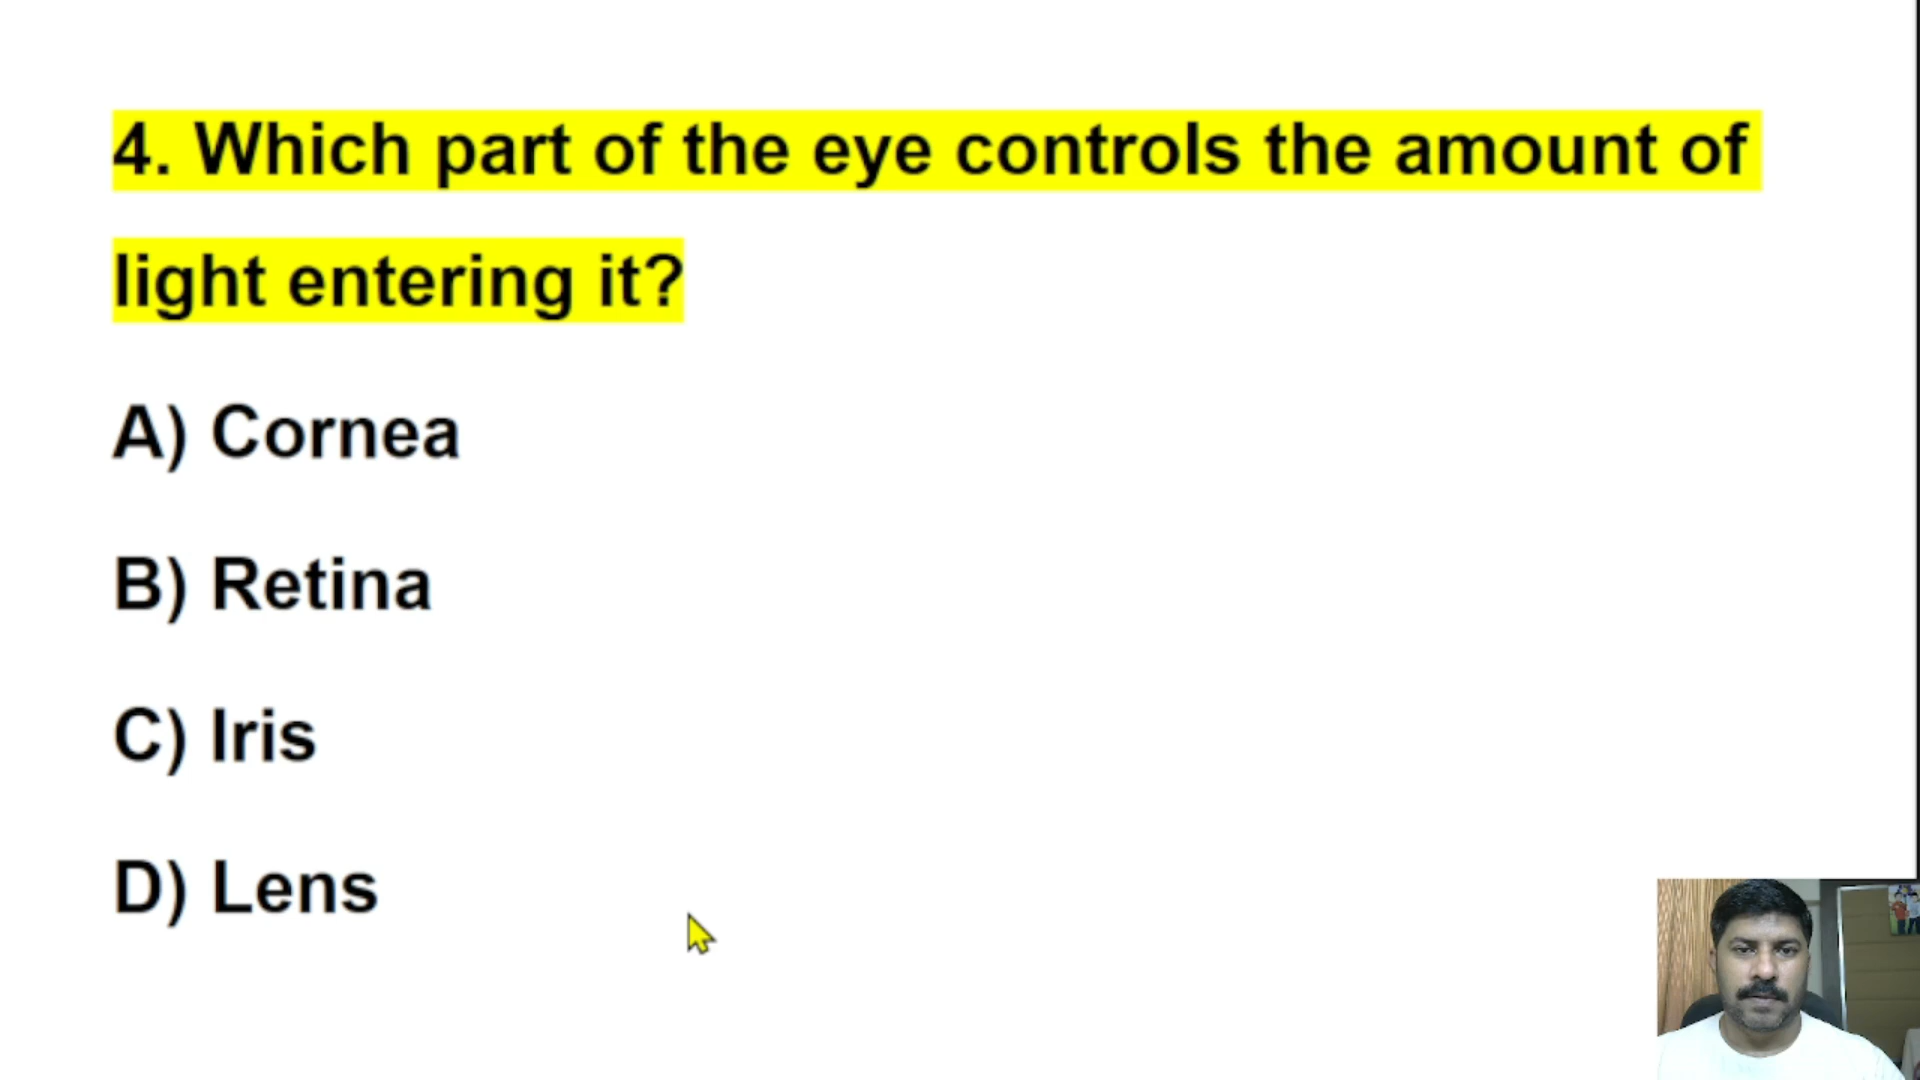 4. Which part of the eye controls the amount of
light entering it?
A) Cornea
B) Retina
C) Iris
D) Lens